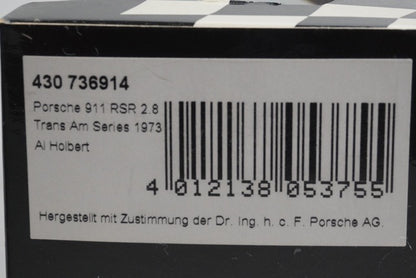 430 736914
Porsche 911 RSR 2.8
Trans Am Series 1973
Al Holbert
4 012138 053755
Hergestellt mit Zustimmung der Dr. Ing. h. c. F. Porsche AG.